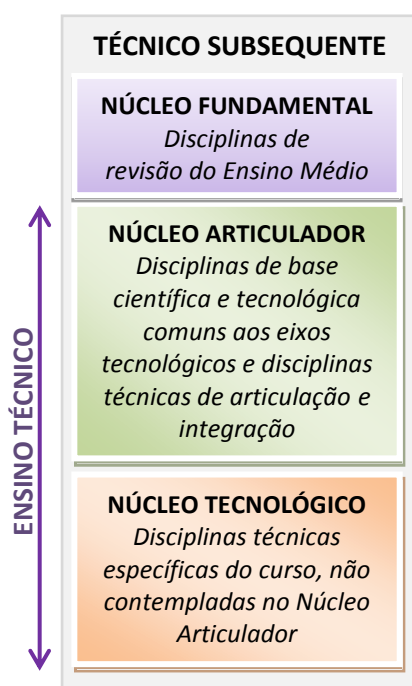 TÉCNICO SUBSEQUENTE
NÚCLEO FUNDAMENTAL
Disciplinas de
revisão do Ensino Médio
ENSINO TÉCNICO
NÚCLEO ARTICULADOR
Disciplinas de base
científica e tecnológica
comuns aos eixos
tecnológicos e disciplinas
técnicas de articulação e
integração
NÚCLEO TECNOLÓGICO
Disciplinas técnicas
específicas do curso, não
contempladas no Núcleo
Articulador